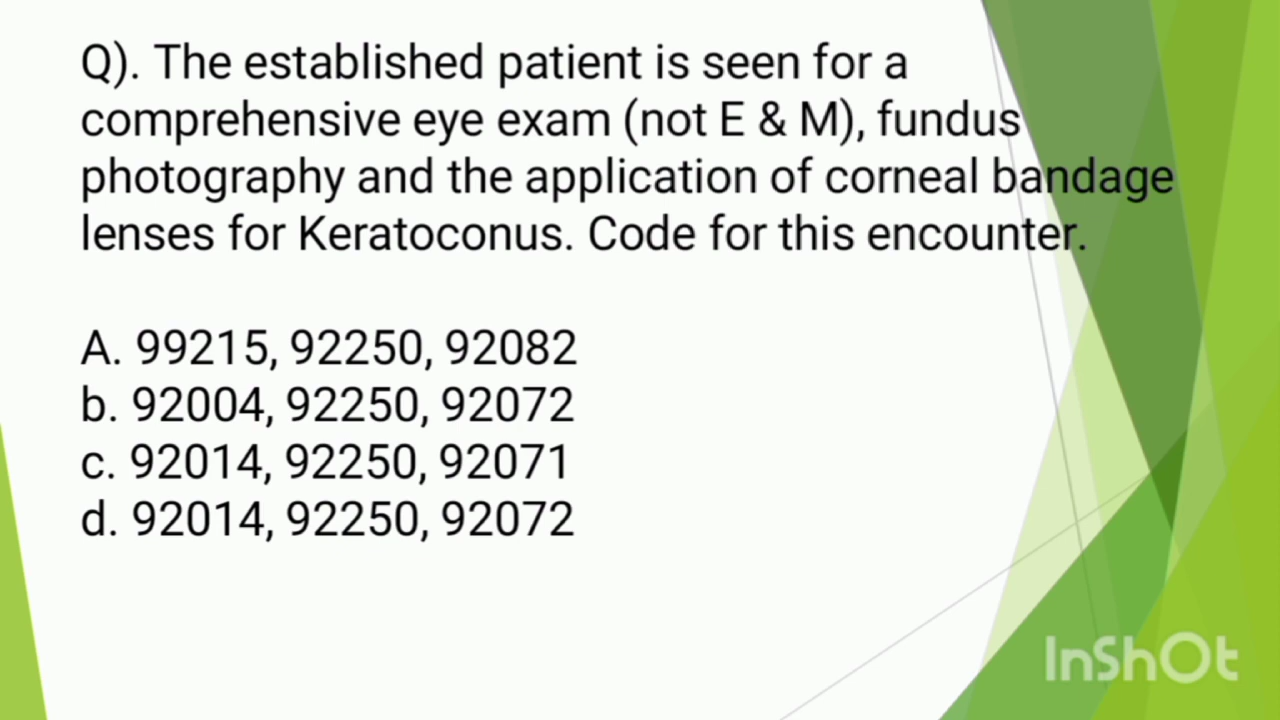 Q). The established patient is seen for a
comprehensive eye exam (not E & M), fundus
photography and the application of corneal bandage
lenses for Keratoconus. Code for this encounter.
A. 99215, 92250, 92082
b. 92004, 92250, 92072
c. 92014, 92250, 92071
d. 92014, 92250, 92072
InShOt